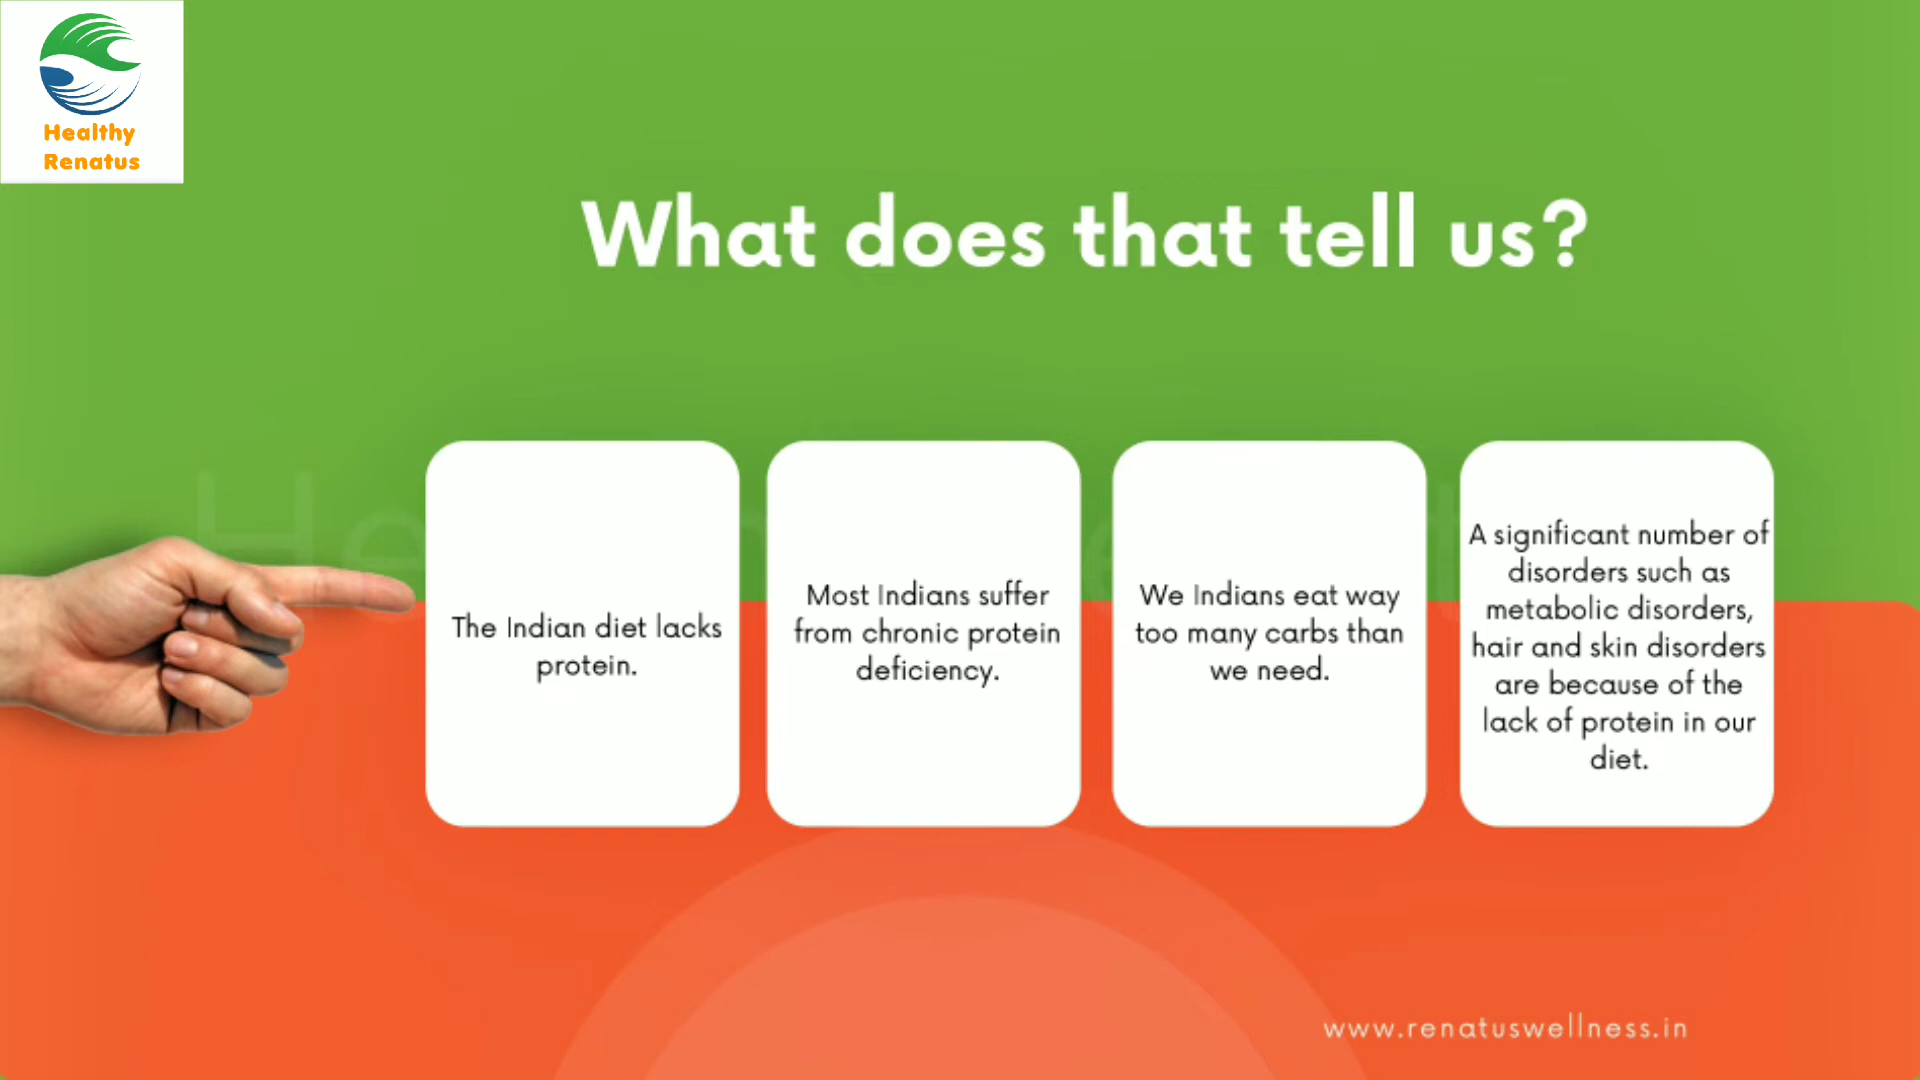 Healthy
Renatus
What does that tell us?
The Indian diet lacks
protein.
Most Indians suffer
from chronic protein
deficiency.
We Indians eat way
too many carbs than
we need.
A significant number of
disorders such as
metabolic disorders,
hair and skin disorders
are because of the
lack of protein in our
diet.
www.renatuswellness.in